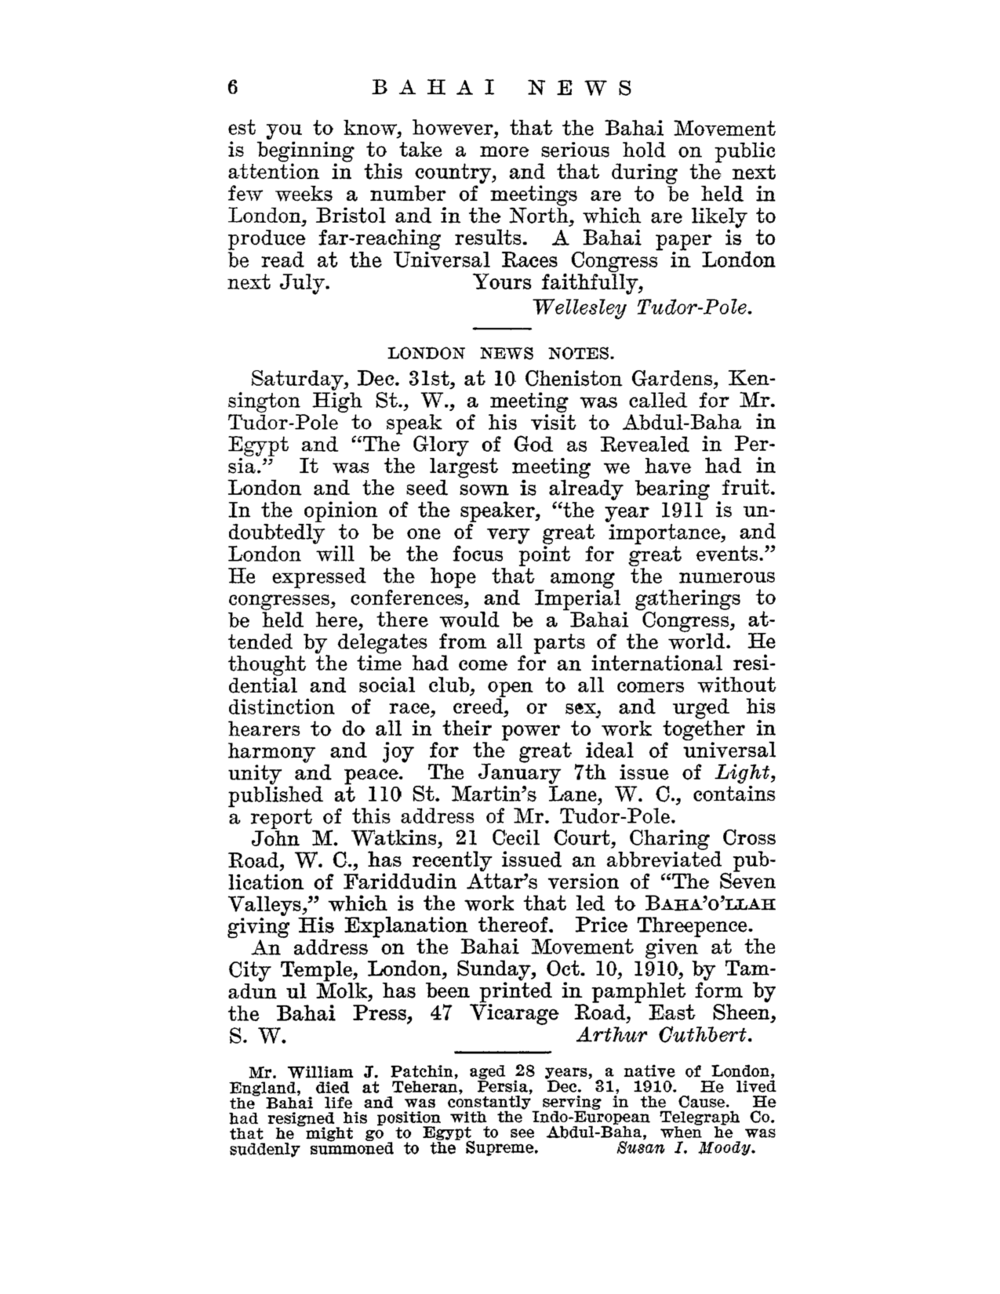 6 BAHAI NEWS
est you to know, however, that the Bahai Movement
is beginning to take a more serious hold on public
attention in this country, and that during the next
few weeks a number of meetings are to be held in
London, Bristol and in the North, which are likely to
produce far-reaching results. A Bahai paper is to
be read at the Universal Races Congress in London
next July. Yours faithfully,
Wellesley Tudor-Pole.
LONDON NEWS NOTES.
Saturday, Dec. 31st, at 10 Cheniston Gardens, Ken-
sington High St., W., a meeting was called for Mr.
Tudor-Pole to speak of his visit to Abdul-Baha in
Egypt and “The Glory of God as Revealed in Per-
sia.” It was the largest meeting we have had in
London and the seed sown is already bearing fruit.
In the opinion of the speaker, “the year 1911 is un-
doubtedly to be one of very great importance, and
London will be the focus point for great events.”
He expressed the hope that among the numerous
congresses, conferences, and Imperial gatherings to
be held here, there would be a Bahai Congress, at-
tended by delegates from all parts of the world. He
thought the time had come for an international resi-
dential and social club, open to all comers without
distinction of race, creed, or sex, and urged his
hearers to do all in their power to work together in
harmony and joy for the great ideal of universal
unity and peace. The January 7th issue of Light,
published at 110 St. Martin’s Lane, W. C., contains
a report of this address of Mr. Tudor-Pole.
John M. Watkins, 21 Cecil Court, Charing Cross
Road, W. C., has recently issued an abbreviated pub-
lication of Fariddudin Attar’s version of “The Seven
Valleys,” which is the work that led to BAHA’O’LLAH
giving His Explanation thereof. Price Threepence.
An address on the Bahai Movement given at the
City Temple, London, Sunday, Oct. 10, 1910, by Tam-
adun ul Molk, has been printed in pamphlet form by
the Bahai Press, 47 Vicarage Road, East Sheen,
S. W. Arthur Cuthbert.
Mr. William J. Patchin, aged 28 years, a native of London,
England, died at Teheran, Persia, Dec. 31, 1910. He lived
the Bahai life and was constantly serving in the Cause. He
had resigned his position with the Indo-European Telegraph Co.
that he might go to Egypt to see Abdul-Baha, when he was
suddenly summoned to the Supreme. Susan I. Moody.